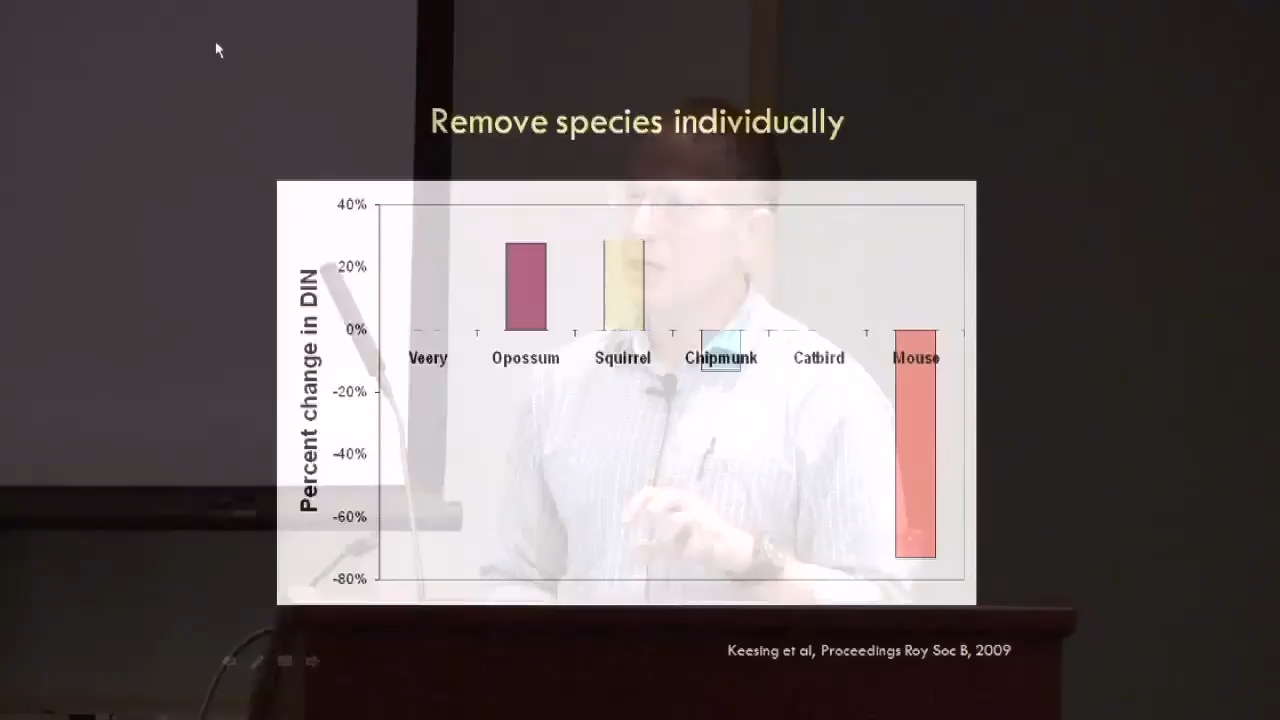 Remove species individually
Percent change in DIN
40%
20%
0%
-20%
-40%
-60%
-80%
Veery Opossum Squirrel Chipmunk Catbird Mouse
Keesing et al, Proceedings Roy Soc B, 2009